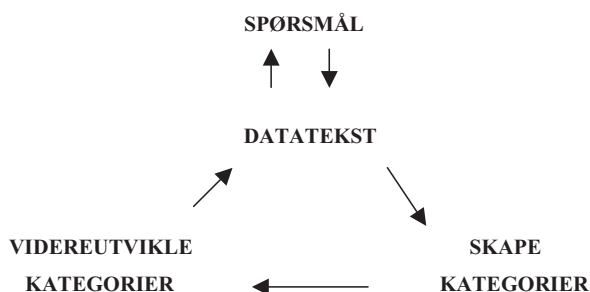 SPØRSMÅL
DATATEKST
VIDEREUTVIKLE
KATEGORIER
SKAPE
KATEGORIER